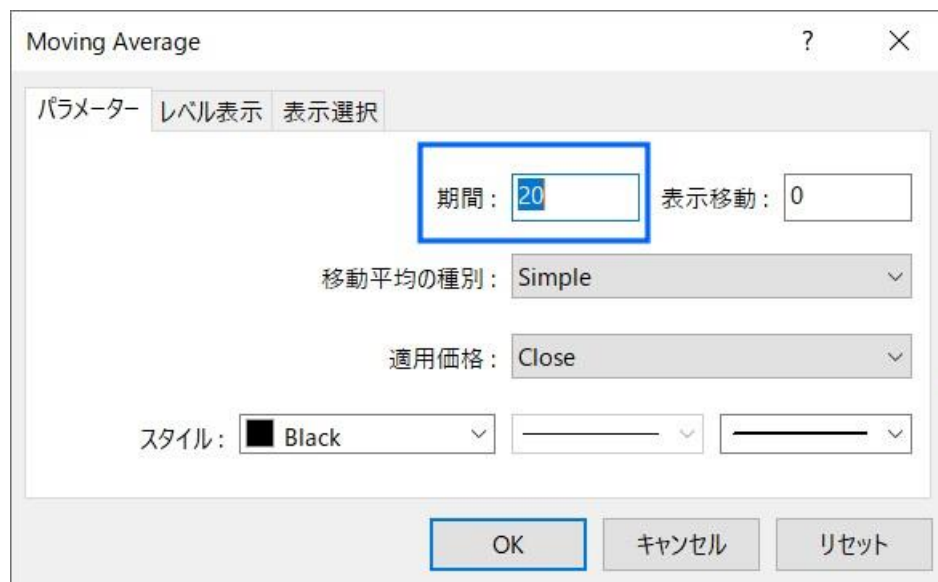 Moving Average ? ×
パラメーター レベル表示 表示選択
期間: 20 表示移動: 0
移動平均の種別: Simple
適用価格: Close
スタイル: Black
OK キャンセル リセット